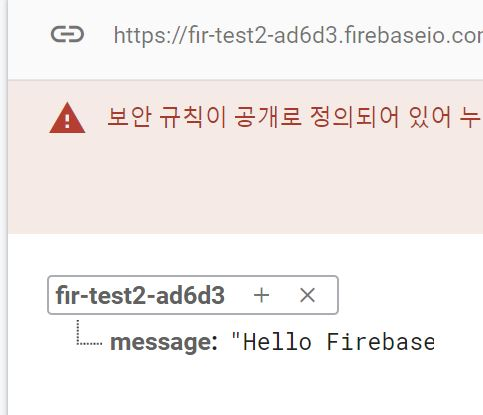 https://fir-test2-ad6d3.firebaseio.com
보안 규칙이 공개로 정의되어 있어 누
fir-test2-ad6d3
message: "Hello Firebase